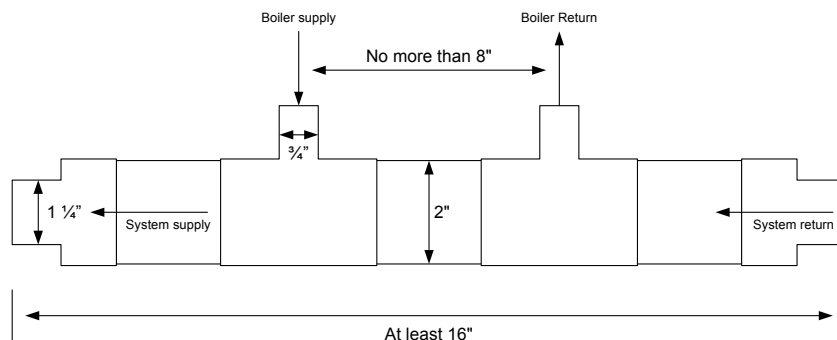 Boiler supply
Boiler Return
No more than 8"
¾”
1 ¼”
2"
System supply
System return
At least 16"